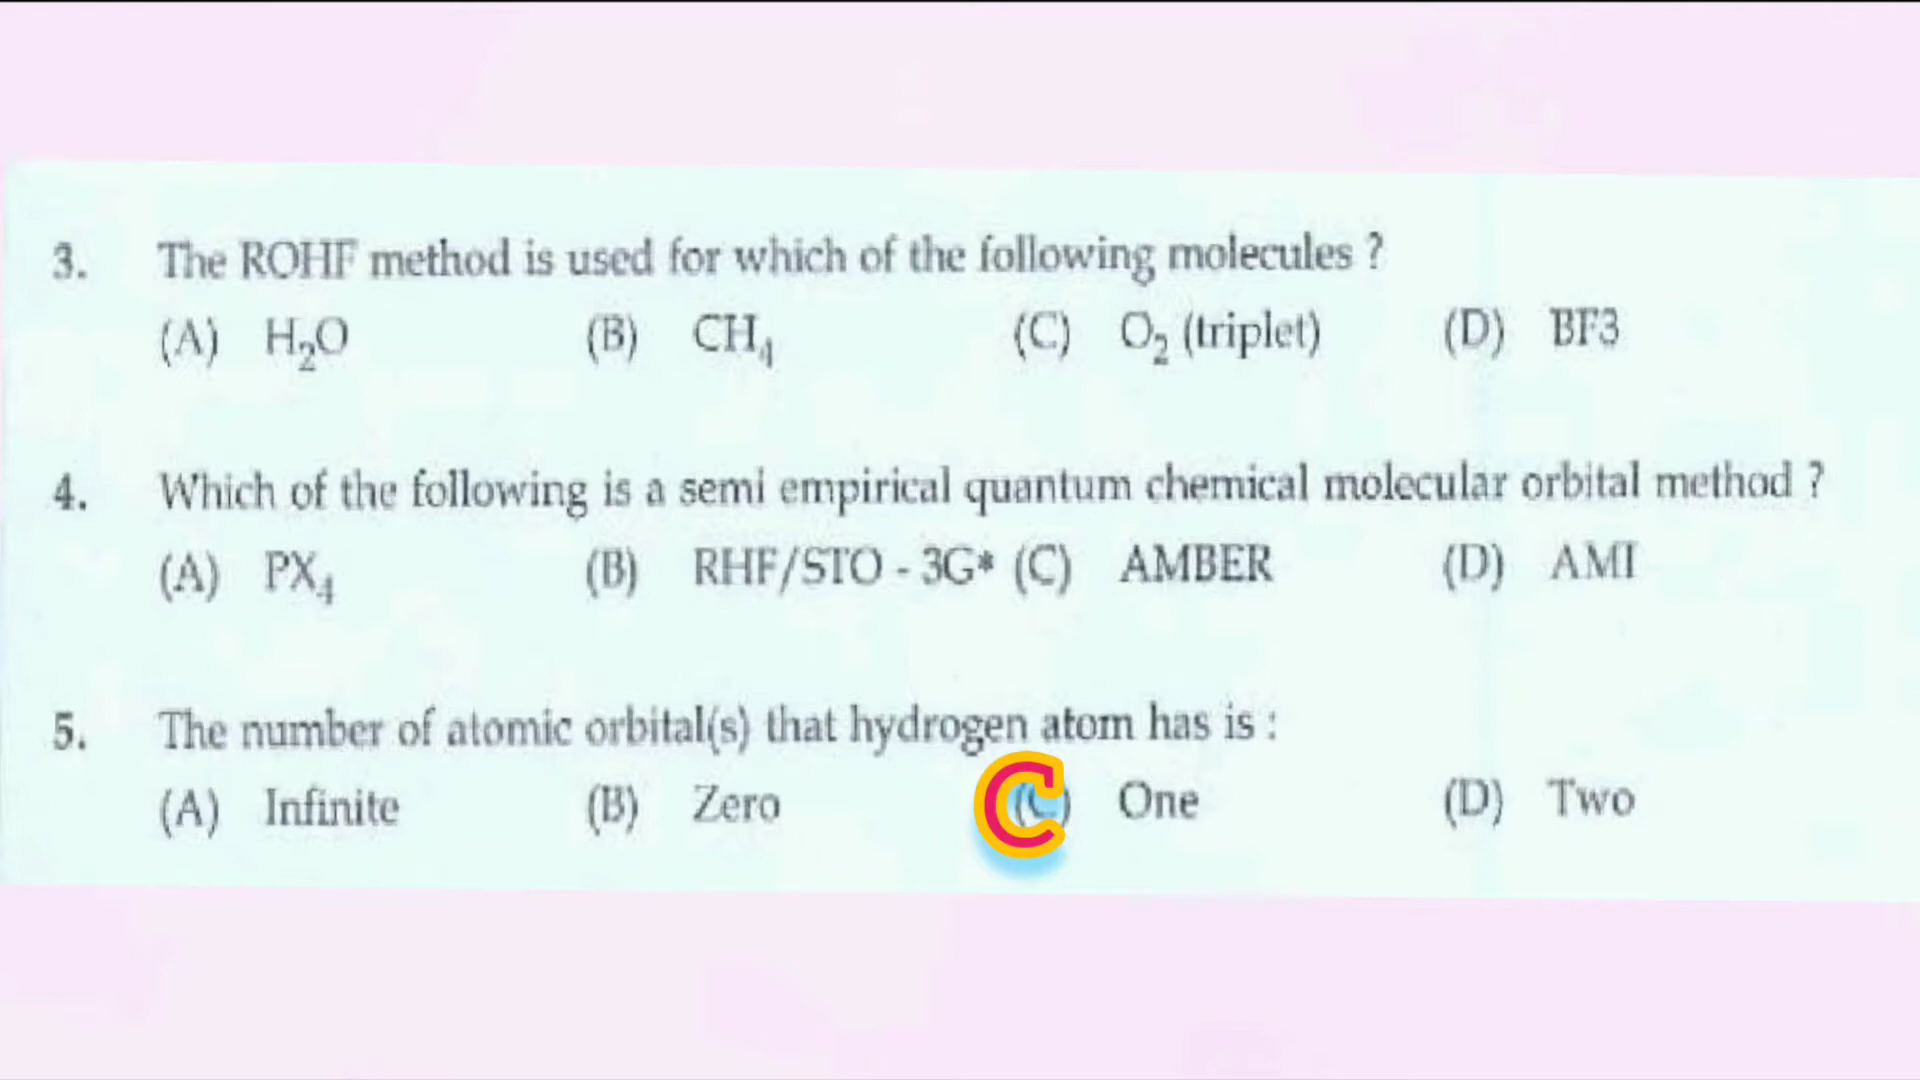 3. The ROHF method is used for which of the following molecules ?
(A) H₂O (B) CH₄ (C) O₂ (triplet) (D) BF3
4. Which of the following is a semi empirical quantum chemical molecular orbital method ?
(A) PX₄ (B) RHF/STO - 3G* (C) AMBER (D) AMI
5. The number of atomic orbital(s) that hydrogen atom has is :
(A) Infinite (B) Zero C (C) One (D) Two